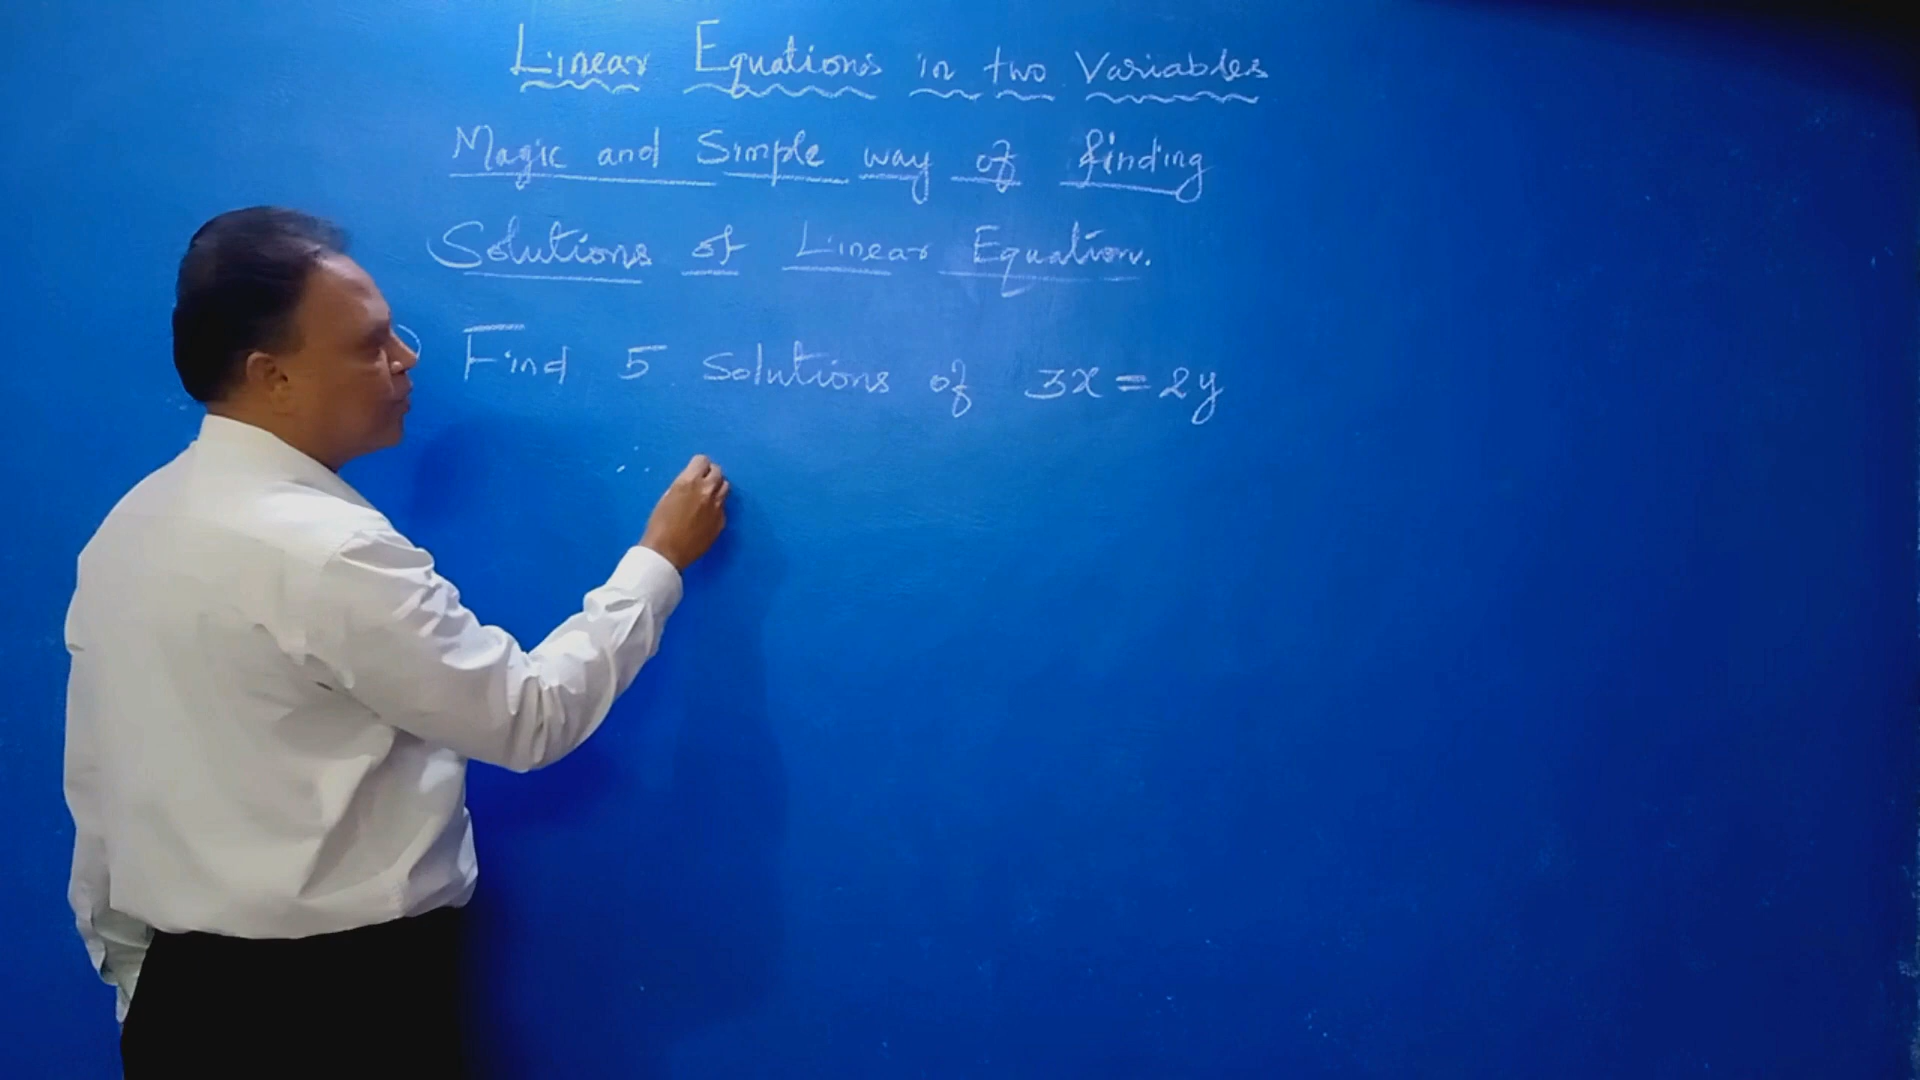 Linear Equations in two Variables
Magic and Simple way of finding
Solutions of Linear Equation.
) Find 5 Solutions of 3x = 2y